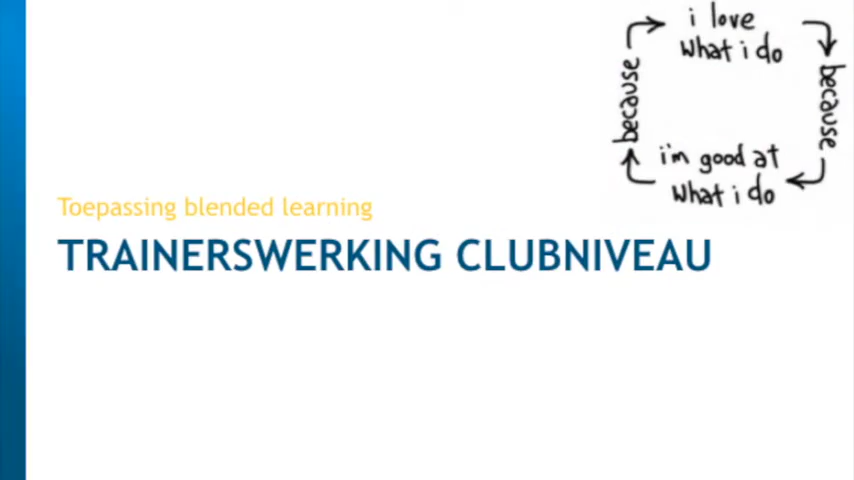 i love
what i do
because
because
i'm good at
what i do
Toepassing blended learning
TRAINERSWERKING CLUBNIVEAU